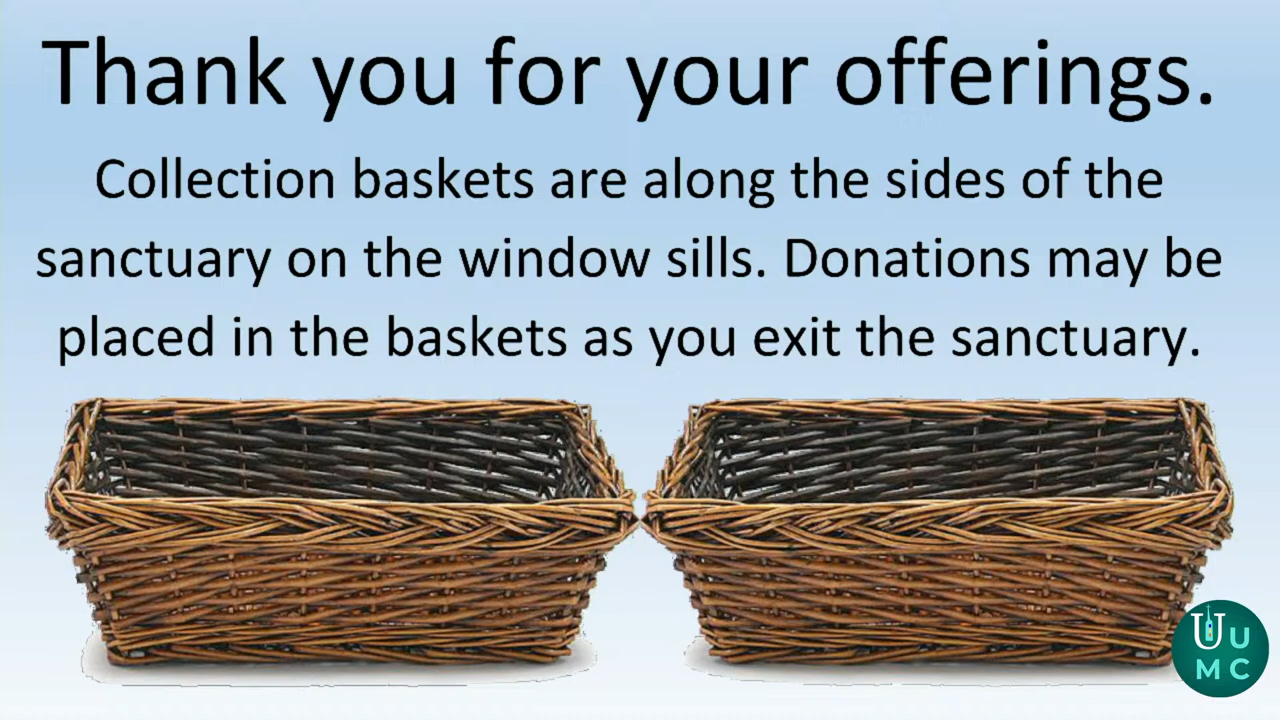 Thank you for your offerings.
Collection baskets are along the sides of the
sanctuary on the window sills. Donations may be
placed in the baskets as you exit the sanctuary.
U U
M C